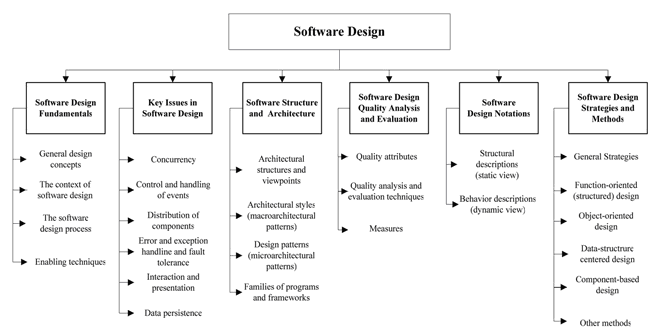 Software Design
Software Design
Fundamentals
General design
concepts
The context of
software design
The software
design process
Enabling techniques
Key Issues in
Software Design
Concurrency
Control and handling
of events
Distribution of
components
Error and exception
handline and fault
tolerance
Interaction and
presentation
Data persistence
Software Structure
and Architecture
Architectural
structures and
viewpoints
Architectural styles
(macroarchitectural
patterns)
Design patterns
(microarchitectural
patterns)
Families of programs
and frameworks
Software Design
Quality Analysis
and Evaluation
Quality attributes
Quality analysis and
evaluation techniques
Measures
Software
Design Notations
Structural
descriptions
(static view)
Behavior descriptions
(dynamic view)
Software Design
Strategies and
Methods
General Strategies
Function-oriented
(structured) design
Object-oriented
design
Data-structrure
centered design
Component-based
design
Other methods